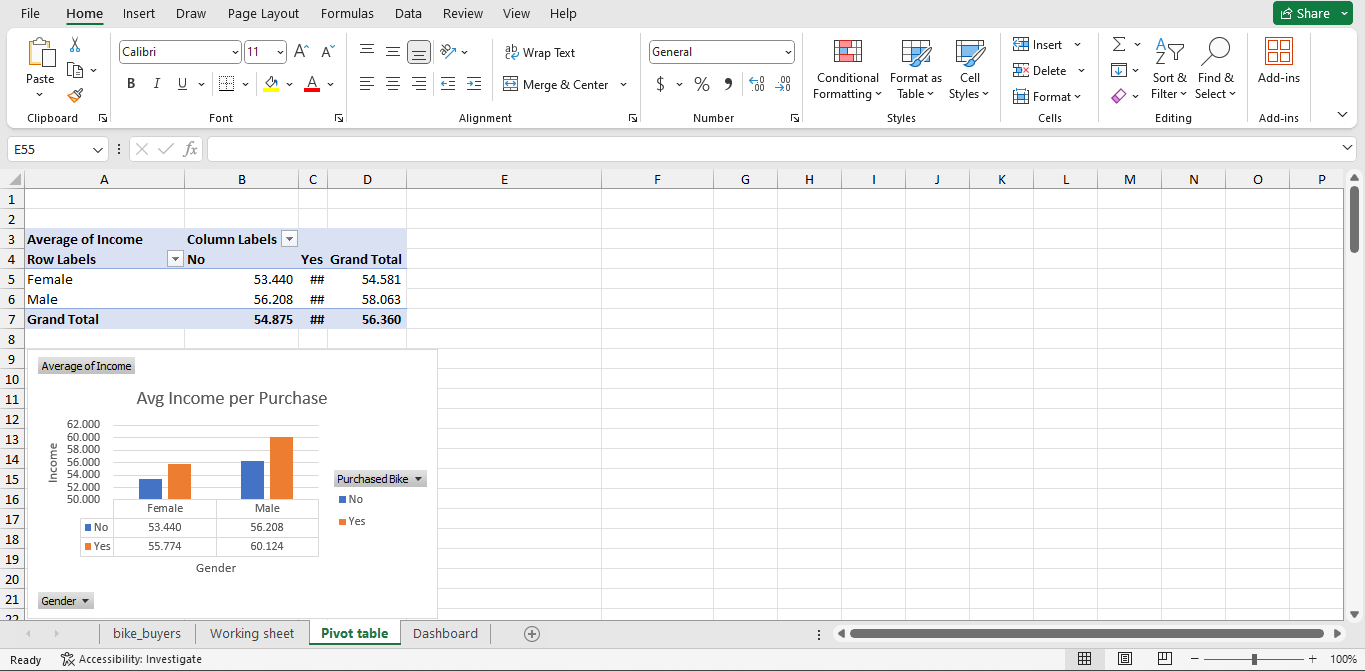 File Home Insert Draw Page Layout Formulas Data Review View Help Share
Calibri 11 Wrap Text General Insert
Paste B I U Merge & Center $ % Conditional Formatting Format as Table Cell Styles Delete Format Sort & Filter Find & Select Add-ins
Clipboard Font Alignment Number Styles Cells Editing Add-ins
E55 fx
A B C D E F G H I J K L M N O P
1
2
3 Average of Income Column Labels
4 Row Labels No Yes Grand Total
5 Female 53.440 ## 54.581
6 Male 56.208 ## 58.063
7 Grand Total 54.875 ## 56.360
8
9
10
11
12
13
14
15
16
17
18
19
20
21
22
Average of Income
Avg Income per Purchase
62.000
60.000
58.000
56.000
54.000
52.000
50.000
Income
Female Male
No 53.440 56.208
Yes 55.774 60.124
Gender
Purchased Bike
No
Yes
Gender
bike_buyers Working sheet Pivot table Dashboard
Ready Accessibility: Investigate 100%